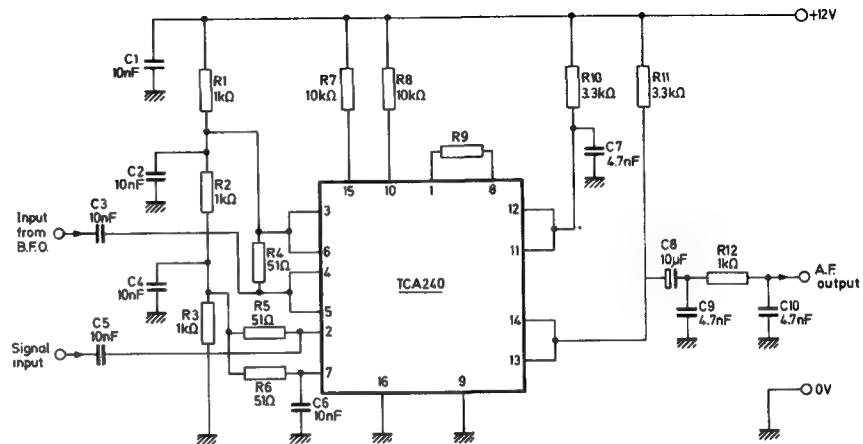 +12V
C1
10nF
R1
1kΩ
R7
10kΩ
R8
10kΩ
R10
3.3kΩ
R11
3.3kΩ
R9
C7
4.7nF
C2
10nF
R2
1kΩ
15
10
1
8
C3
10nF
Input
from
B.F.O.
3
6
4
5
2
7
12
11
14
13
R4
51Ω
TCA240
C8
10µF
R12
1kΩ
A.F.
output
C4
10nF
R3
1kΩ
R5
51Ω
C9
4.7nF
C10
4.7nF
C5
10nF
Signal
input
R6
51Ω
C6
10nF
16
9
0V